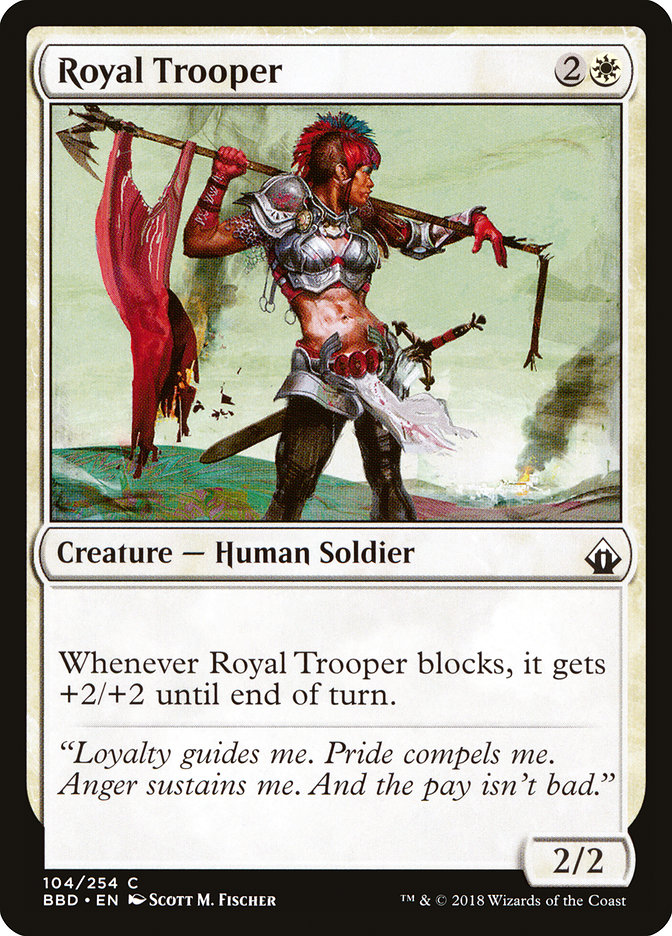 Royal Trooper 2
Creature — Human Soldier
Whenever Royal Trooper blocks, it gets
+2/+2 until end of turn.
“Loyalty guides me. Pride compels me.
Anger sustains me. And the pay isn’t bad.”
2/2
104/254 C
BBD • EN Scott M. Fischer ™ & © 2018 Wizards of the Coast